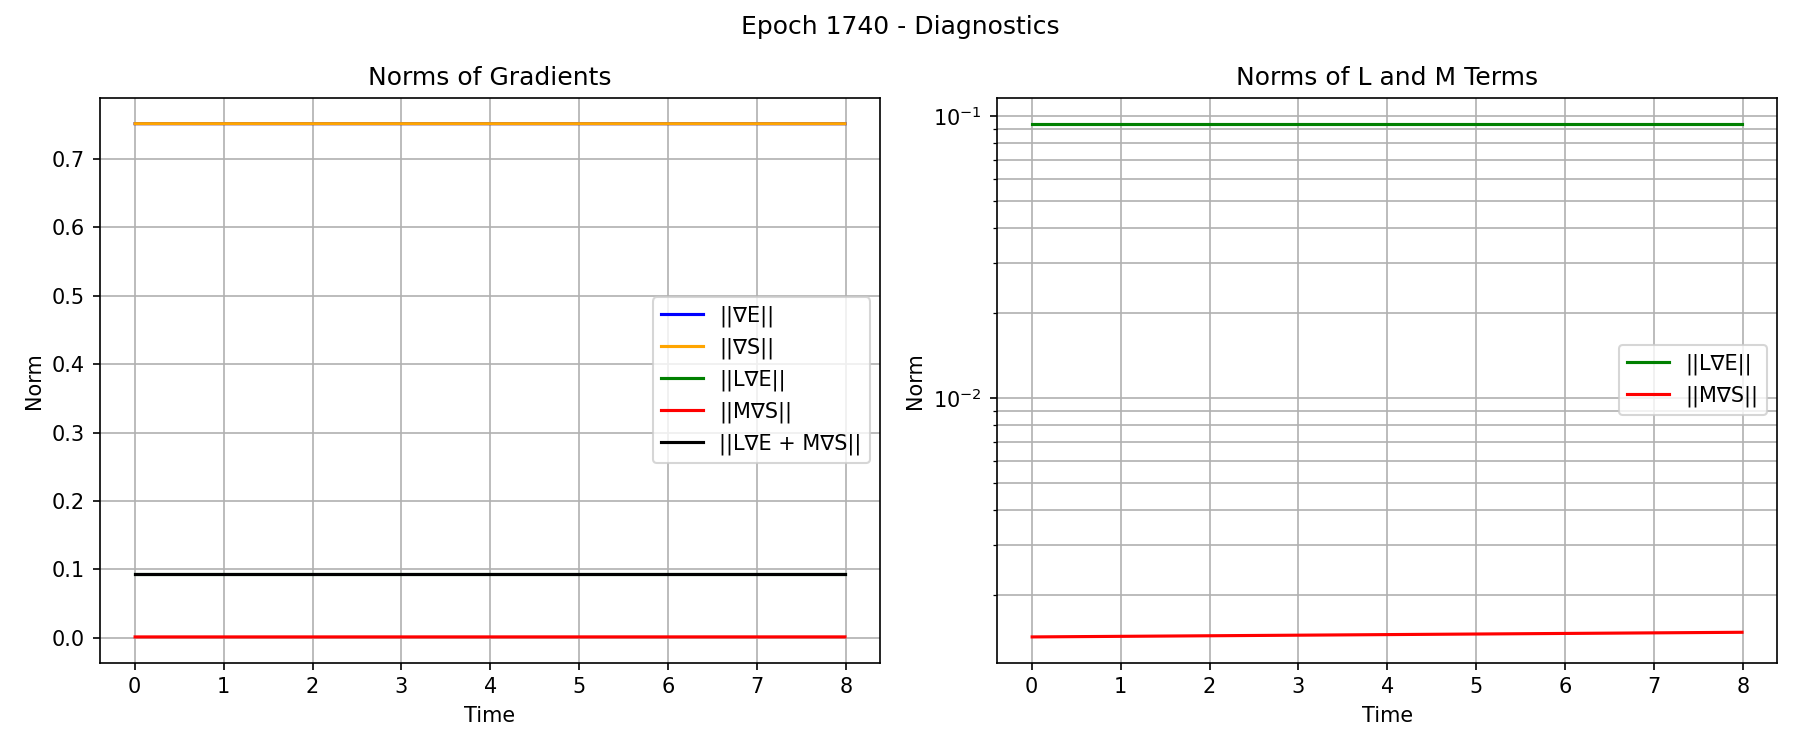 Epoch 1740 - Diagnostics
Norms of Gradients
Norm
0.7
0.6
0.5
0.4
0.3
0.2
0.1
0.0
||∇E||
||∇S||
||L∇E||
||M∇S||
||L∇E + M∇S||
0 1 2 3 4 5 6 7 8
Time
Norms of L and M Terms
Norm
10⁻¹
10⁻²
||L∇E||
||M∇S||
0 1 2 3 4 5 6 7 8
Time